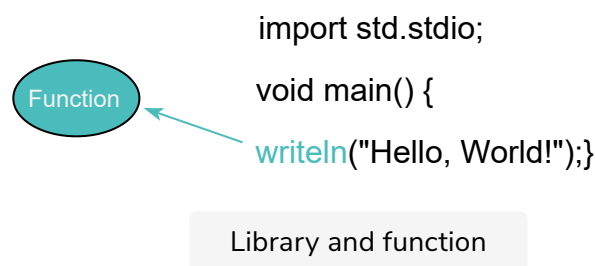 import std.stdio;
Function
void main() {
writeln("Hello, World!");}
Library and function